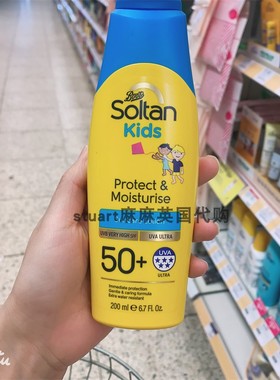 Boots
Soltan
Kids
Protect &
Moisturise
stuart麻麻英国代购
UVB VERY HIGH 50+ UVA ULTRA
50+
UVA
ULTRA
Immediate protection
Gentle & caring formula
Extra water resistant
200 ml e 6.7 Fl. Oz.